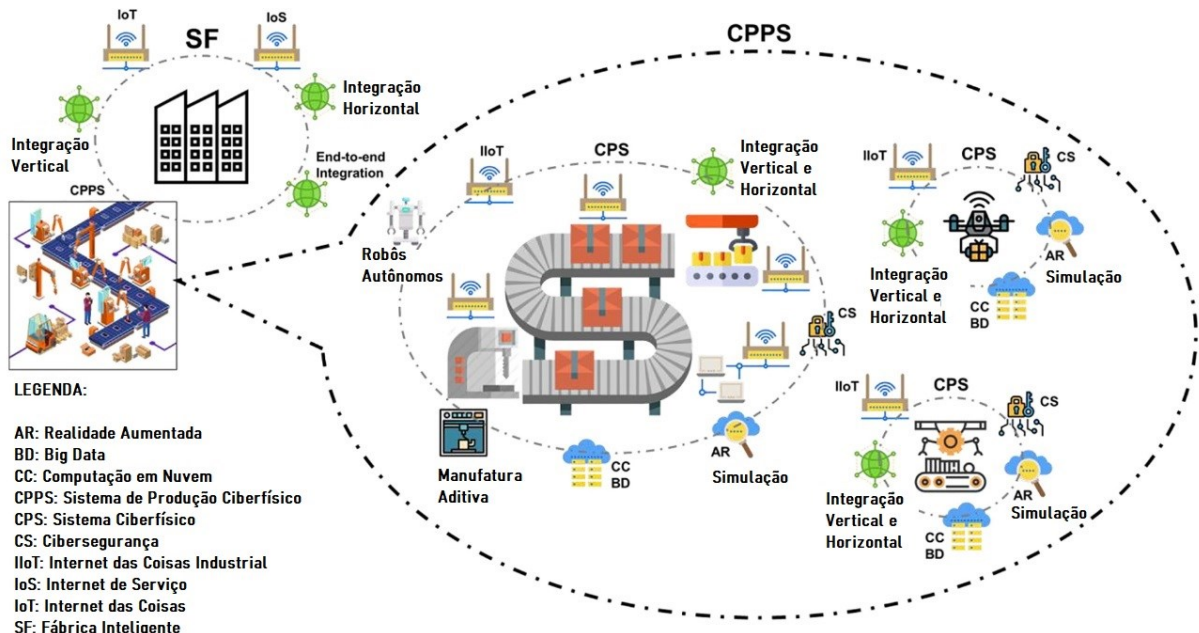 IoT
IoS
SF
Integração
Horizontal
Integração
Vertical
End-to-end
Integration
CPPS
CPPS
IIoT
CPS
Integração
Vertical e
Horizontal
Robôs
Autônomos
CS
Manufatura
Aditiva
CC
BD
AR
Simulação
IIoT
CPS
CS
Integração
Vertical e
Horizontal
AR
Simulação
CC
BD
IIoT
CPS
CS
Integração
Vertical e
Horizontal
AR
Simulação
CC
BD
LEGENDA:
AR: Realidade Aumentada
BD: Big Data
CC: Computação em Nuvem
CPPS: Sistema de Produção Ciberfísico
CPS: Sistema Ciberfísico
CS: Cibersegurança
IIoT: Internet das Coisas Industrial
IoS: Internet de Serviço
IoT: Internet das Coisas
SF: Fábrica Inteligente